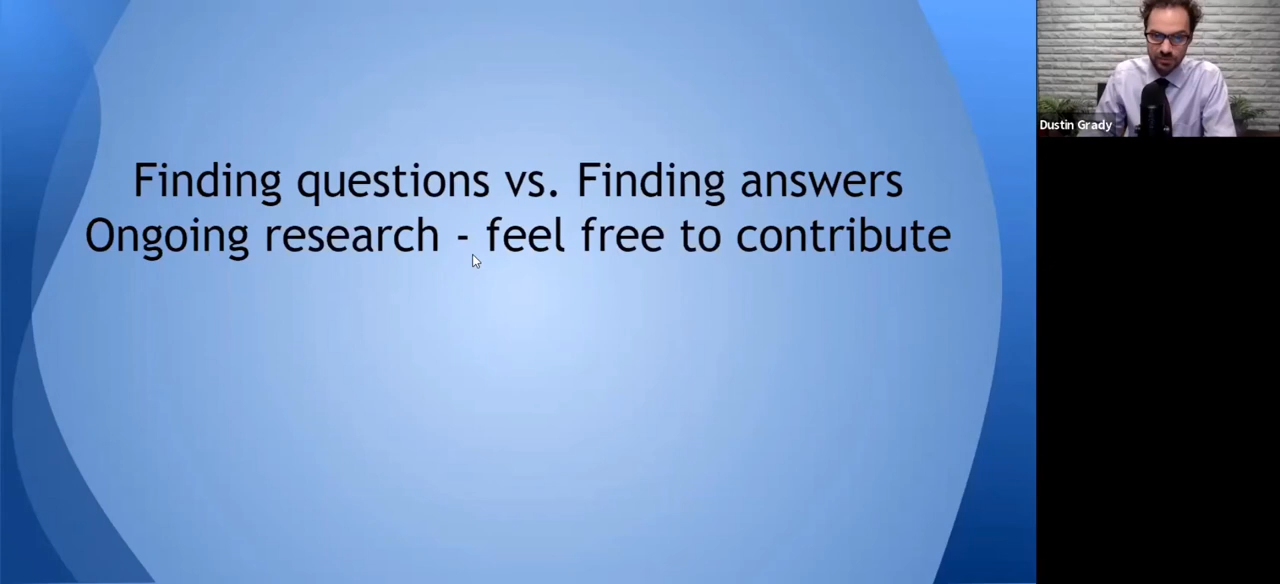 Finding questions vs. Finding answers
Ongoing research - feel free to contribute
Dustin Grady